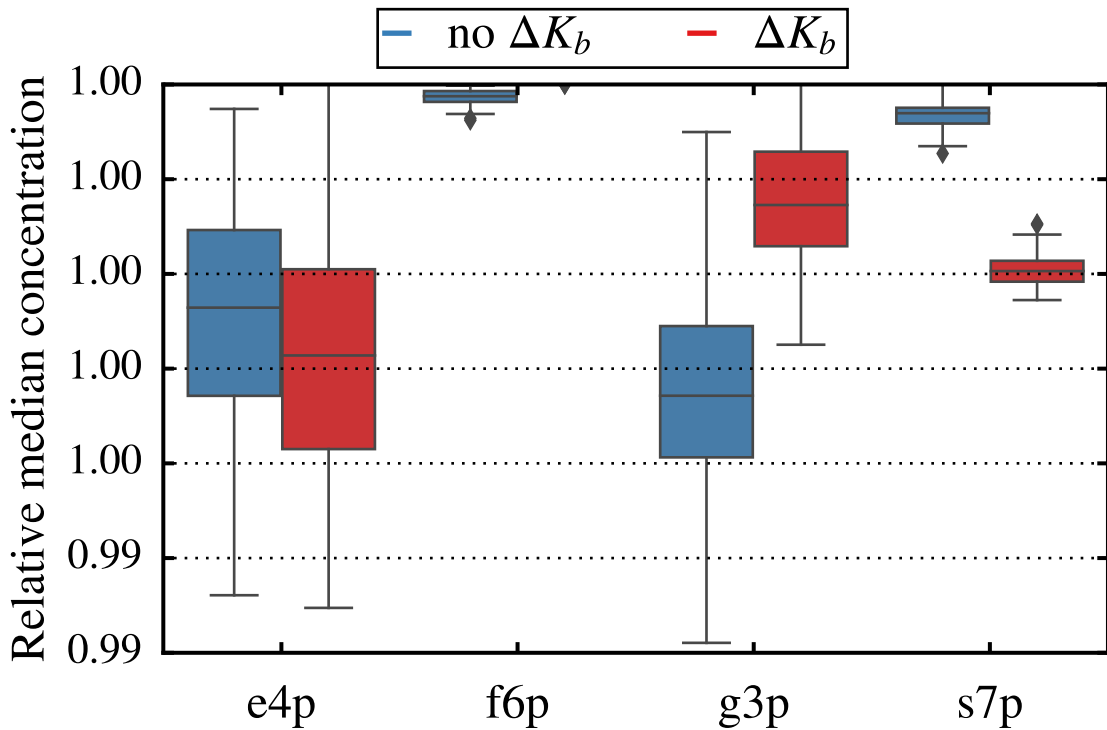 no ΔK_b ΔK_b
Relative median concentration
1.00
1.00
1.00
1.00
1.00
0.99
0.99
e4p f6p g3p s7p